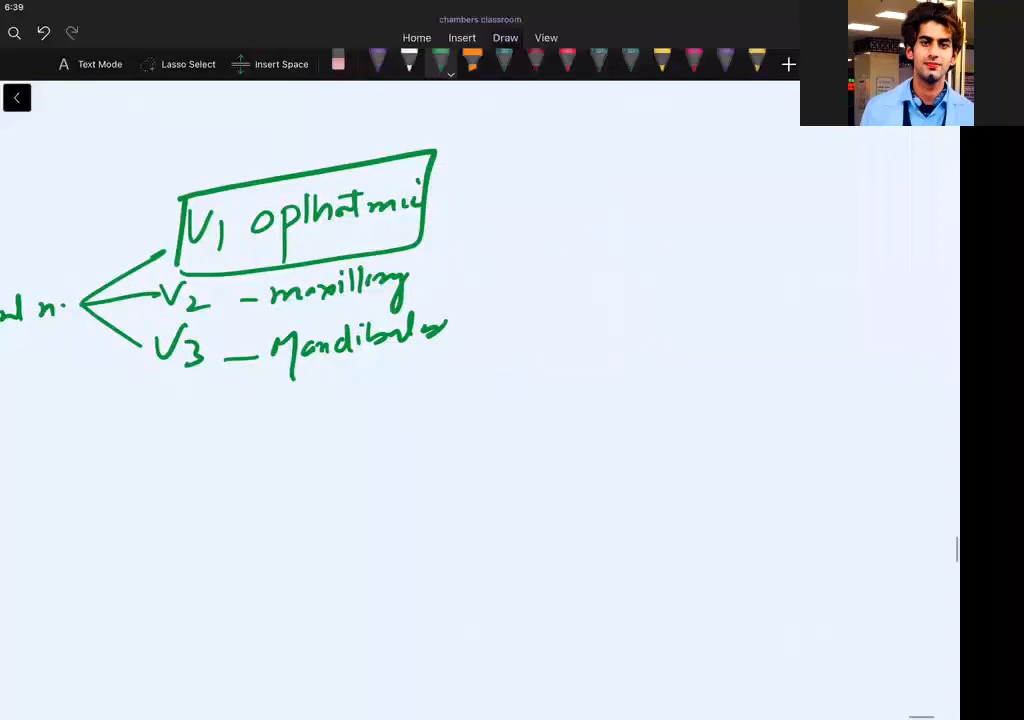 6:39
chambers classroom
Home Insert Draw View
Text Mode Lasso Select Insert Space
V1 oplhatmic
n.
V2 - maxillary
V3 - Mandibular